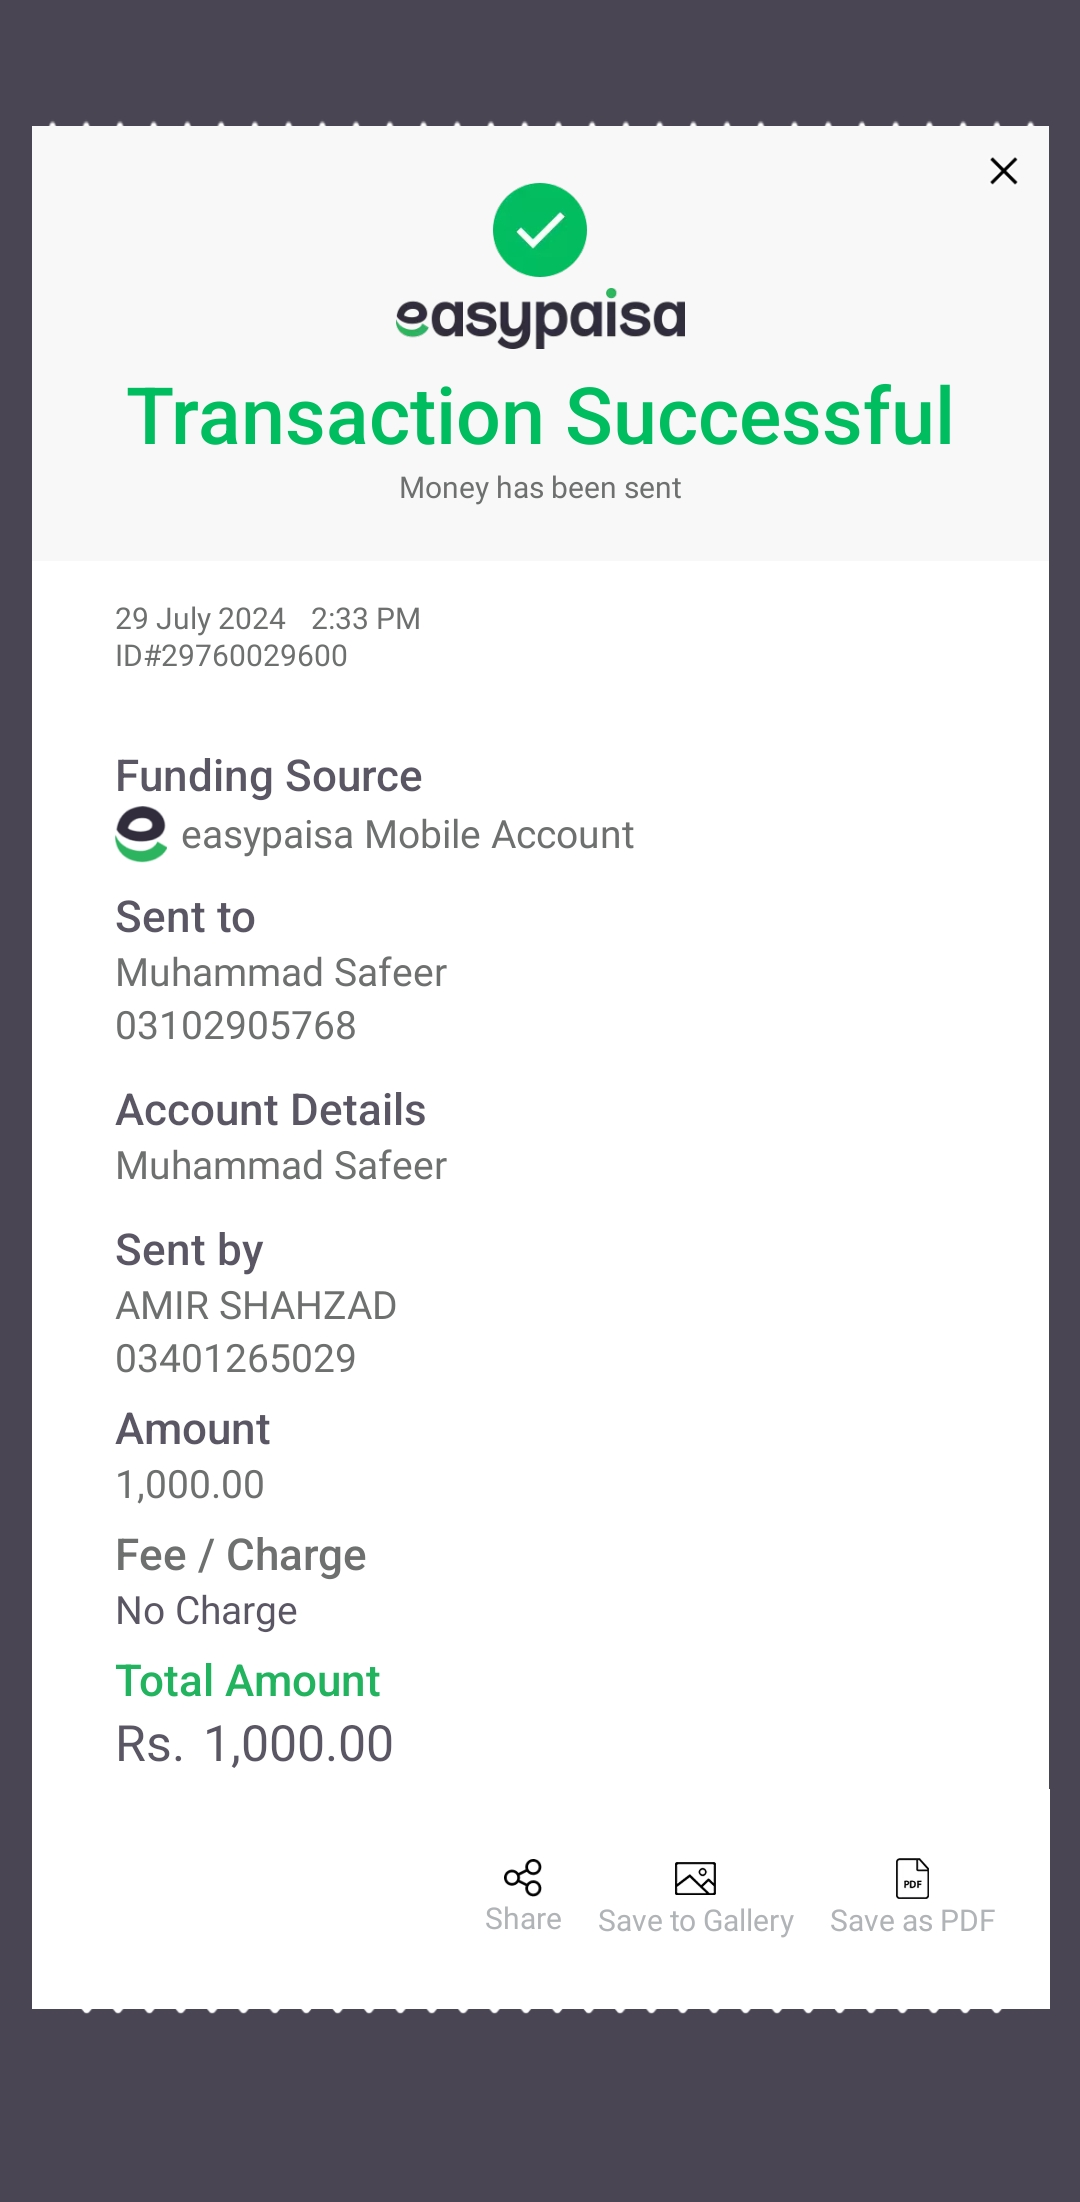 easypaisa
Transaction Successful
Money has been sent
29 July 2024 2:33 PM
ID#29760029600
Funding Source
easypaisa Mobile Account
Sent to
Muhammad Safeer
03102905768
Account Details
Muhammad Safeer
Sent by
AMIR SHAHZAD
03401265029
Amount
1,000.00
Fee / Charge
No Charge
Total Amount
Rs. 1,000.00
PDF
Share Save to Gallery Save as PDF